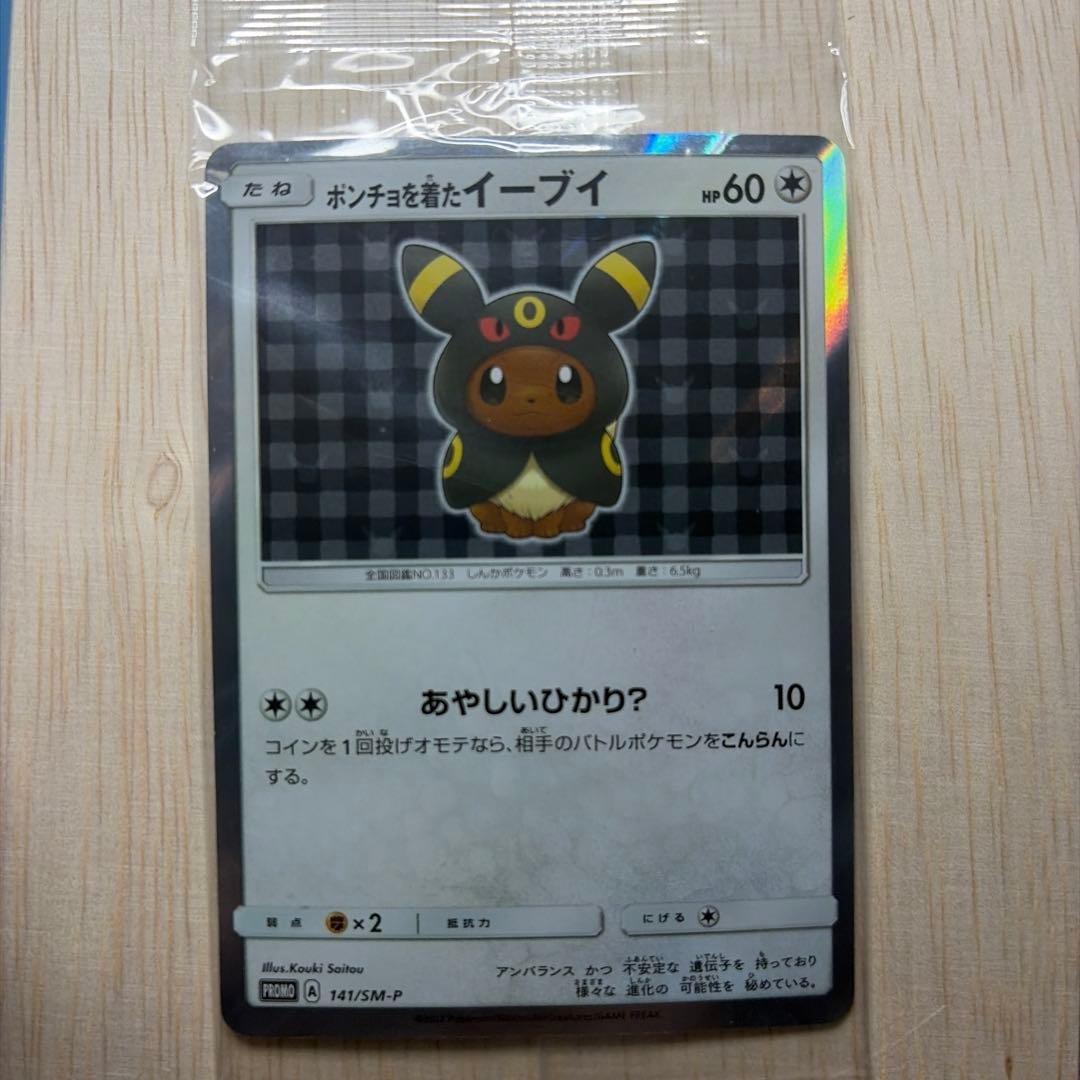 たね ポンチョを着たイーブイ HP60
全国図鑑NO.133 しんかポケモン 高さ:0.3m 重さ:6.5kg
あやしいひかり? 10
コインを1回投げオモテなら、相手のバトルポケモンをこんらんに
する。
弱点 ×2 抵抗力 にげる
Illus.Kouki Saitou
アンバランス かつ 不安定な 遺伝子を 持っており
様々な 進化の 可能性を 秘めている。
PROMO A 141/SM-P